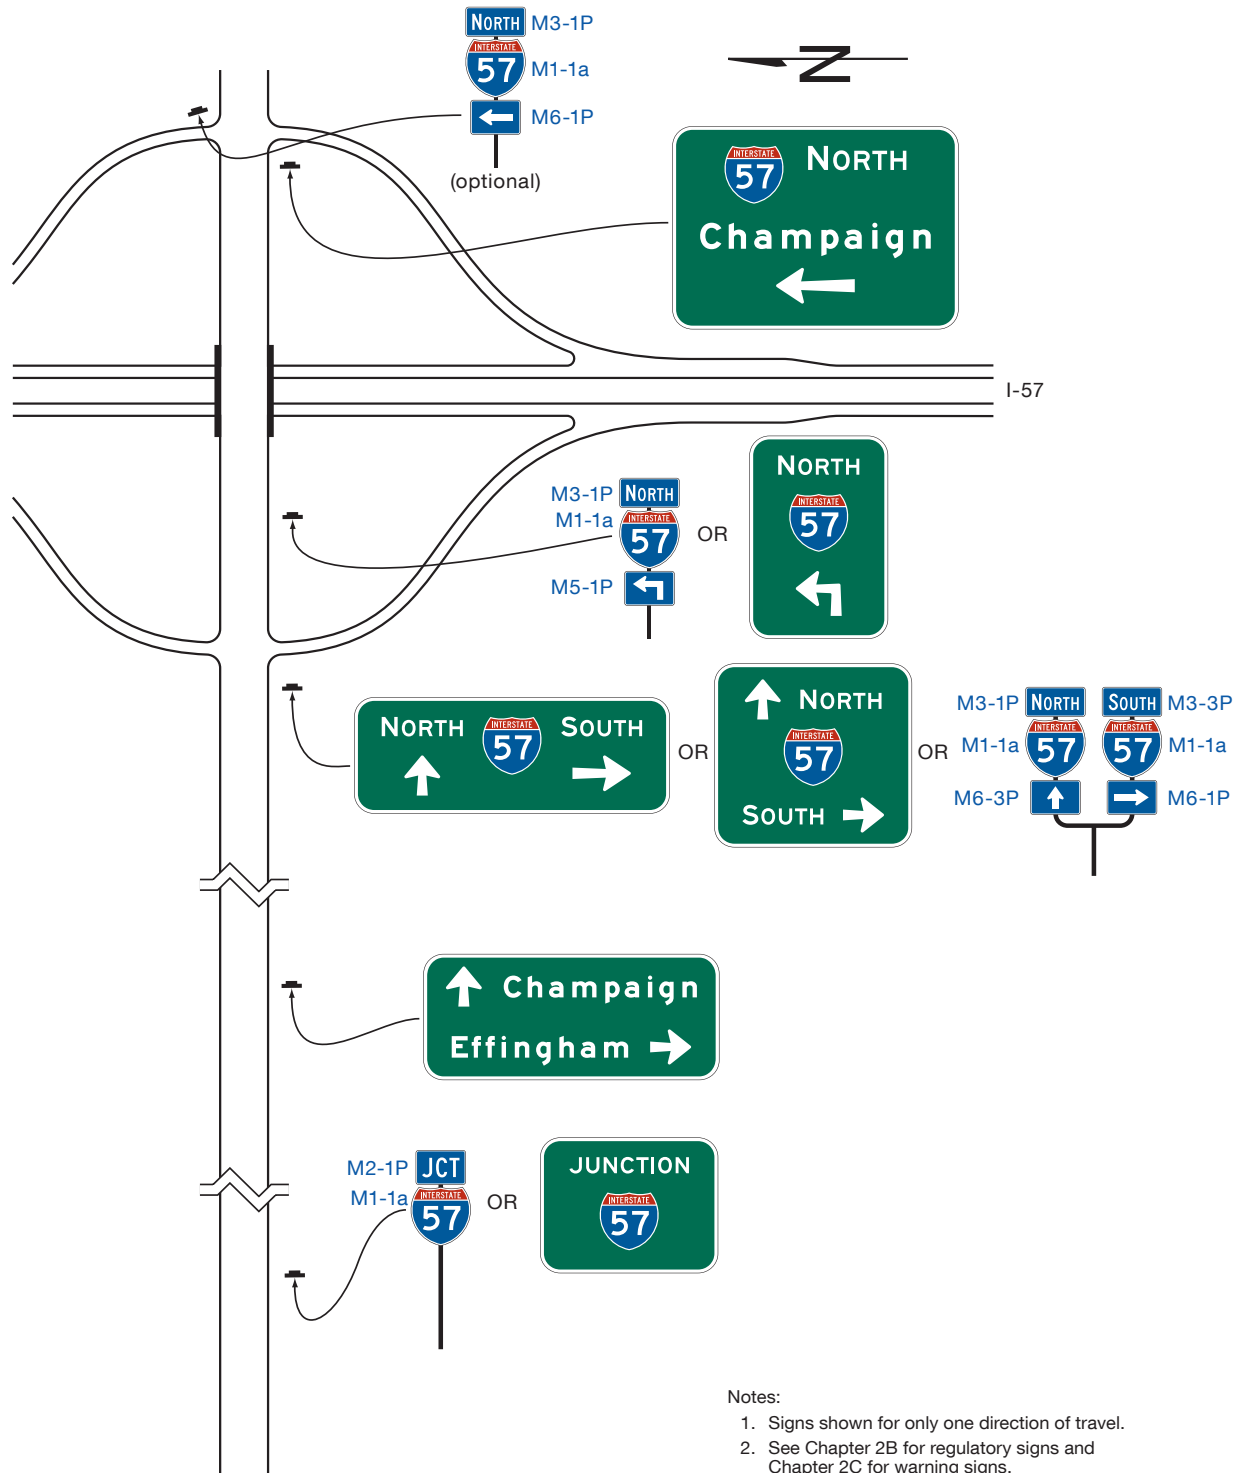 NORTH M3-1P
INTERSTATE
57 M1-1a
M6-1P
(optional)
N
INTERSTATE
57 NORTH
Champaign
I-57
M3-1P NORTH
M1-1a INTERSTATE
57
M5-1P
OR
NORTH
INTERSTATE
57
NORTH INTERSTATE 57 SOUTH
OR
NORTH
INTERSTATE
57
SOUTH
OR
M3-1P NORTH SOUTH M3-3P
INTERSTATE INTERSTATE
M1-1a 57 57 M1-1a
M6-3P M6-1P
Champaign
Effingham
M2-1P JCT
M1-1a INTERSTATE
57
OR
JUNCTION
INTERSTATE
57
Notes:
1. Signs shown for only one direction of travel.
2. See Chapter 2B for regulatory signs and
Chapter 2C for warning signs.